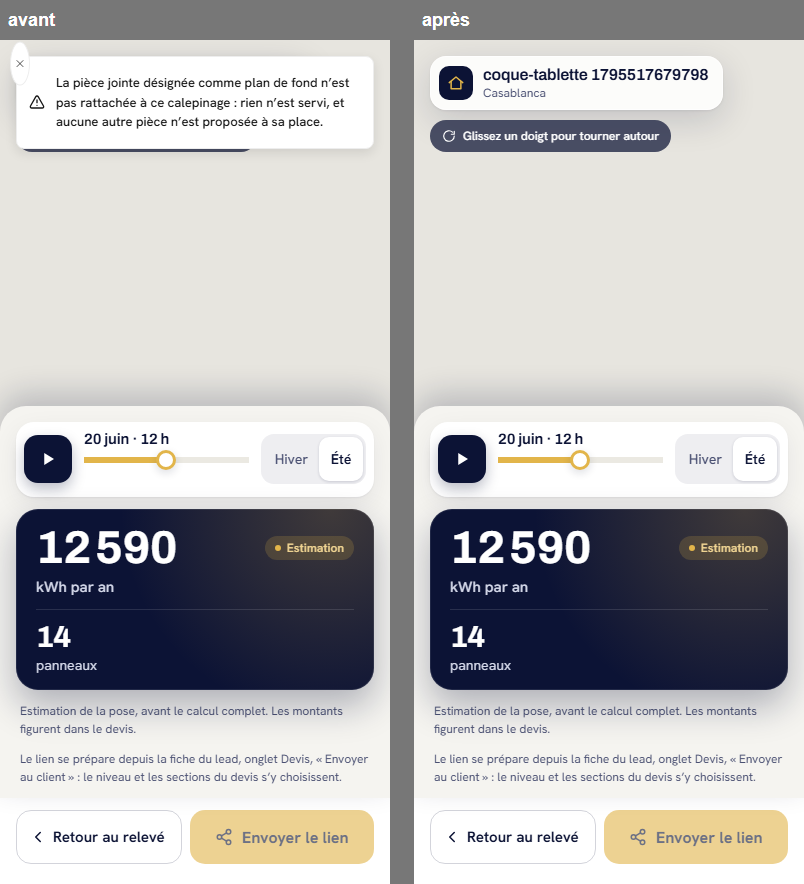 avant
La pièce jointe désignée comme plan de fond n’est
pas rattachée à ce calepinage : rien n’est servi, et
aucune autre pièce n’est proposée à sa place.
20 juin · 12 h
Hiver
Été
12 590
Estimation
kWh par an
14
panneaux
Estimation de la pose, avant le calcul complet. Les montants
figurent dans le devis.
Le lien se prépare depuis la fiche du lead, onglet Devis, « Envoyer
au client » : le niveau et les sections du devis s’y choisissent.
Retour au relevé
Envoyer le lien
après
coque-tablette 1795517679798
Casablanca
Glissez un doigt pour tourner autour
20 juin · 12 h
Hiver
Été
12 590
Estimation
kWh par an
14
panneaux
Estimation de la pose, avant le calcul complet. Les montants
figurent dans le devis.
Le lien se prépare depuis la fiche du lead, onglet Devis, « Envoyer
au client » : le niveau et les sections du devis s’y choisissent.
Retour au relevé
Envoyer le lien